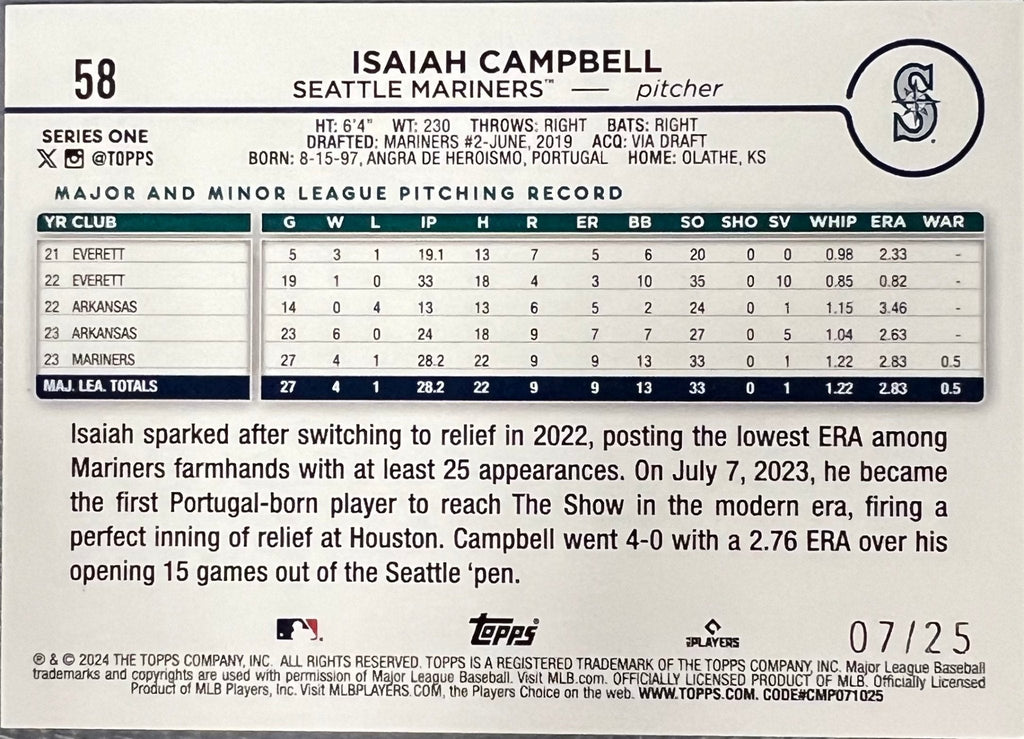 58
ISAIAH CAMPBELL
SEATTLE MARINERS™ — pitcher
S
SERIES ONE
@TOPPS
HT: 6'4" WT: 230 THROWS: RIGHT BATS: RIGHT
DRAFTED: MARINERS #2-JUNE, 2019 ACQ: VIA DRAFT
BORN: 8-15-97, ANGRA DE HEROISMO, PORTUGAL HOME: OLATHE, KS
MAJOR AND MINOR LEAGUE PITCHING RECORD
YR CLUB G W L IP H R ER BB SO SHO SV WHIP ERA WAR
21 EVERETT 5 3 1 19.1 13 7 5 6 20 0 0 0.98 2.33 -
22 EVERETT 19 1 0 33 18 4 3 10 35 0 10 0.85 0.82 -
22 ARKANSAS 14 0 4 13 13 6 5 2 24 0 1 1.15 3.46 -
23 ARKANSAS 23 6 0 24 18 9 7 7 27 0 5 1.04 2.63 -
23 MARINERS 27 4 1 28.2 22 9 9 13 33 0 1 1.22 2.83 0.5
MAJ. LEA. TOTALS 27 4 1 28.2 22 9 9 13 33 0 1 1.22 2.83 0.5
Isaiah sparked after switching to relief in 2022, posting the lowest ERA among
Mariners farmhands with at least 25 appearances. On July 7, 2023, he became
the first Portugal-born player to reach The Show in the modern era, firing a
perfect inning of relief at Houston. Campbell went 4-0 with a 2.76 ERA over his
opening 15 games out of the Seattle 'pen.
topps
PLAYERS
07/25
® & © 2024 THE TOPPS COMPANY, INC. ALL RIGHTS RESERVED. TOPPS IS A REGISTERED TRADEMARK OF THE TOPPS COMPANY, INC. Major League Baseball
trademarks and copyrights are used with permission of Major League Baseball. Visit MLB.com. OFFICIALLY LICENSED PRODUCT OF MLB. Officially Licensed
Product of MLB Players, Inc. Visit MLBPLAYERS.COM, the Players Choice on the web. WWW.TOPPS.COM. CODE#CMP071025